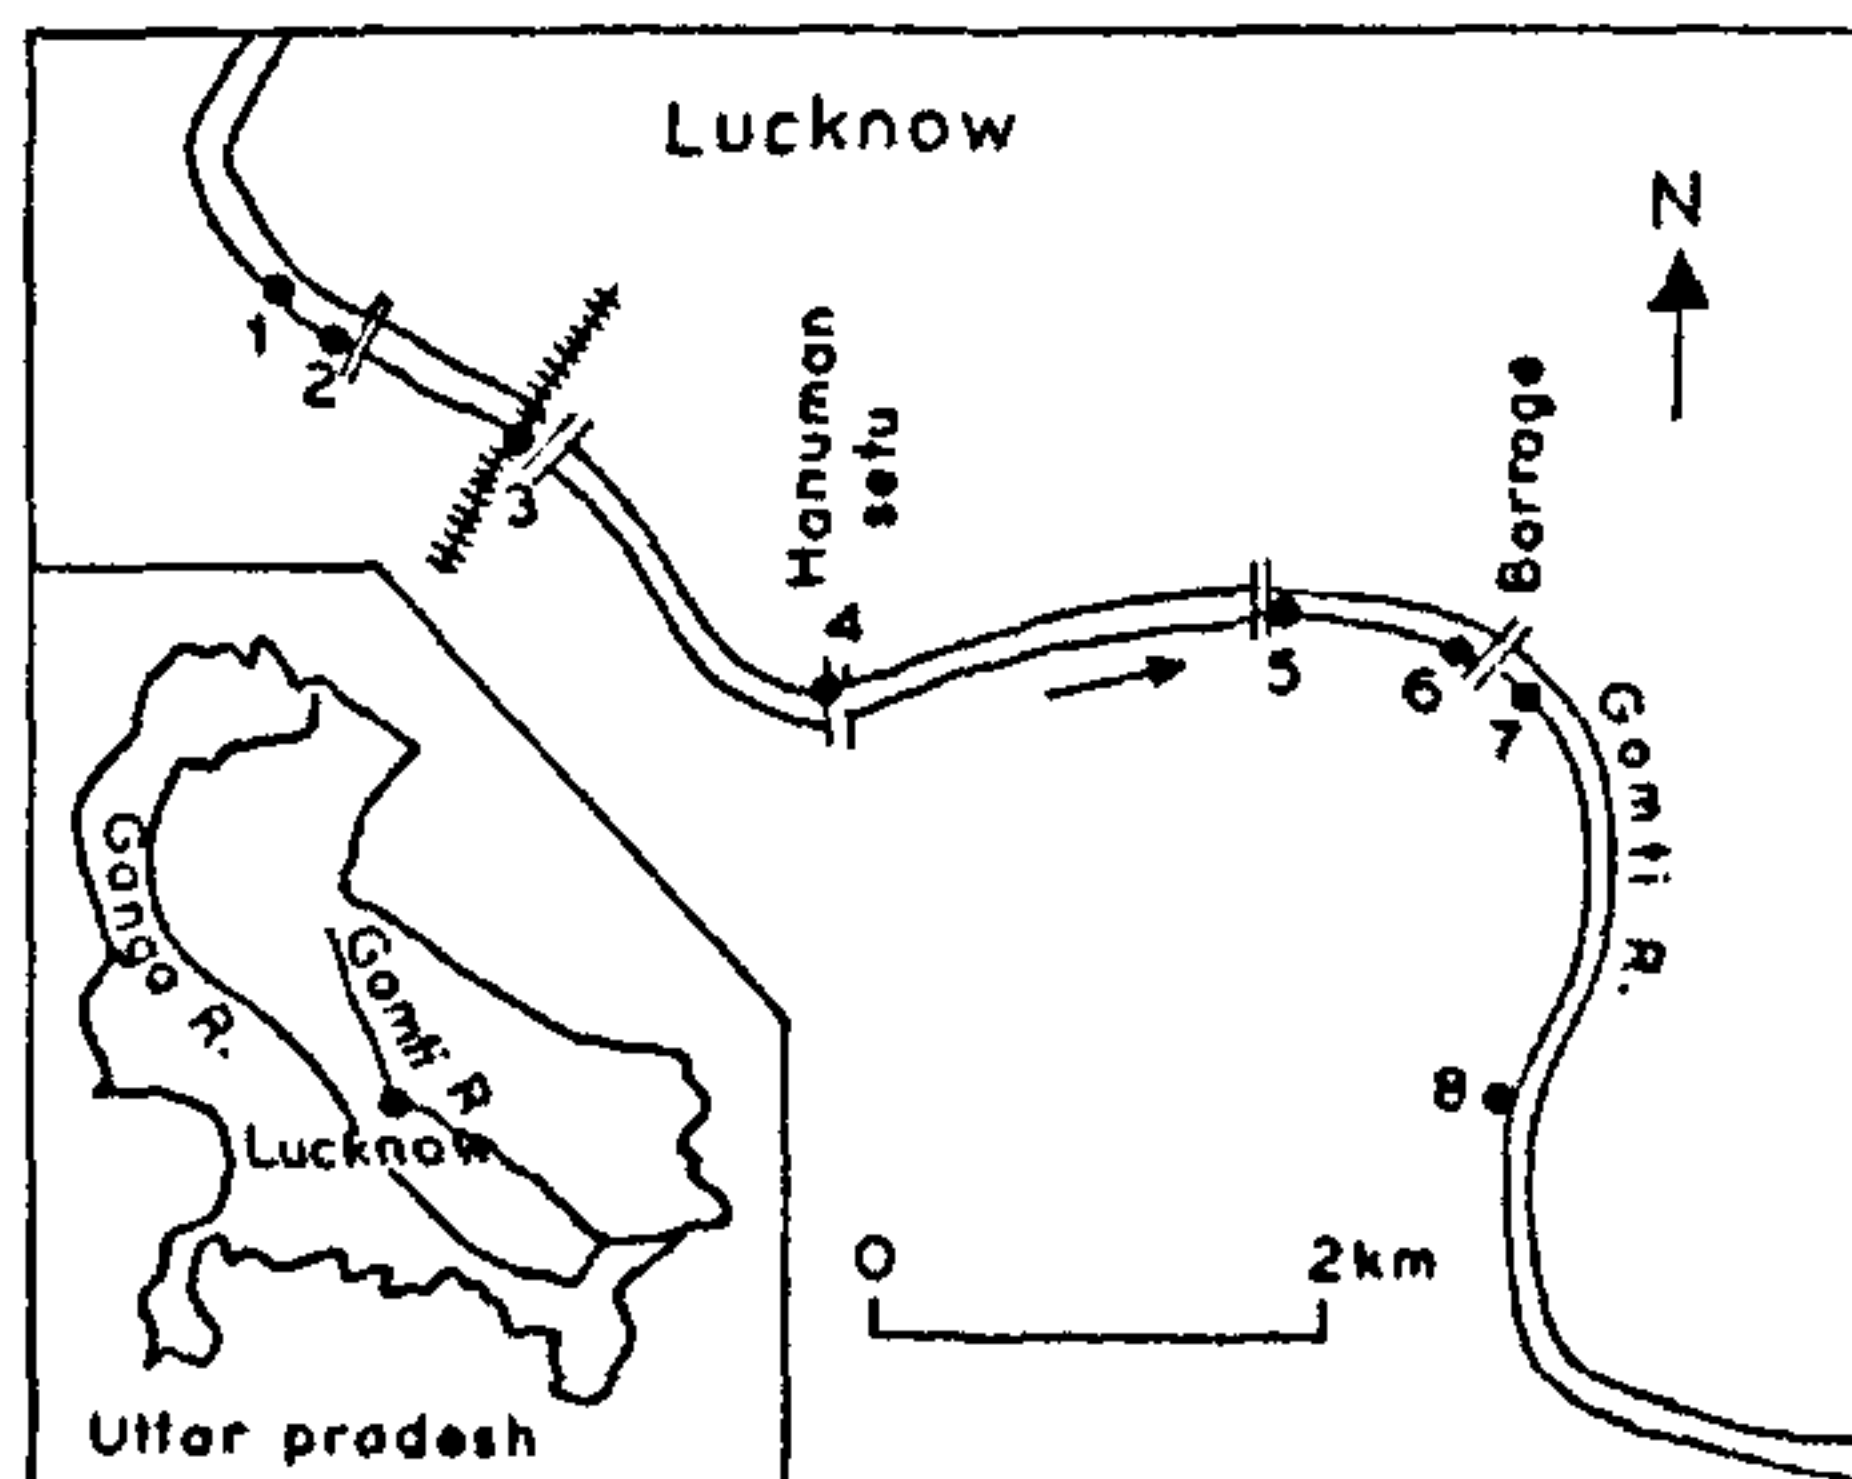 Lucknow
N
1
2
3
Hanuman
setu
4
5
6
Barrage
7
Gomti R.
8
Ganga R.
Gomti R
Lucknow
0 2km
Uttar pradesh